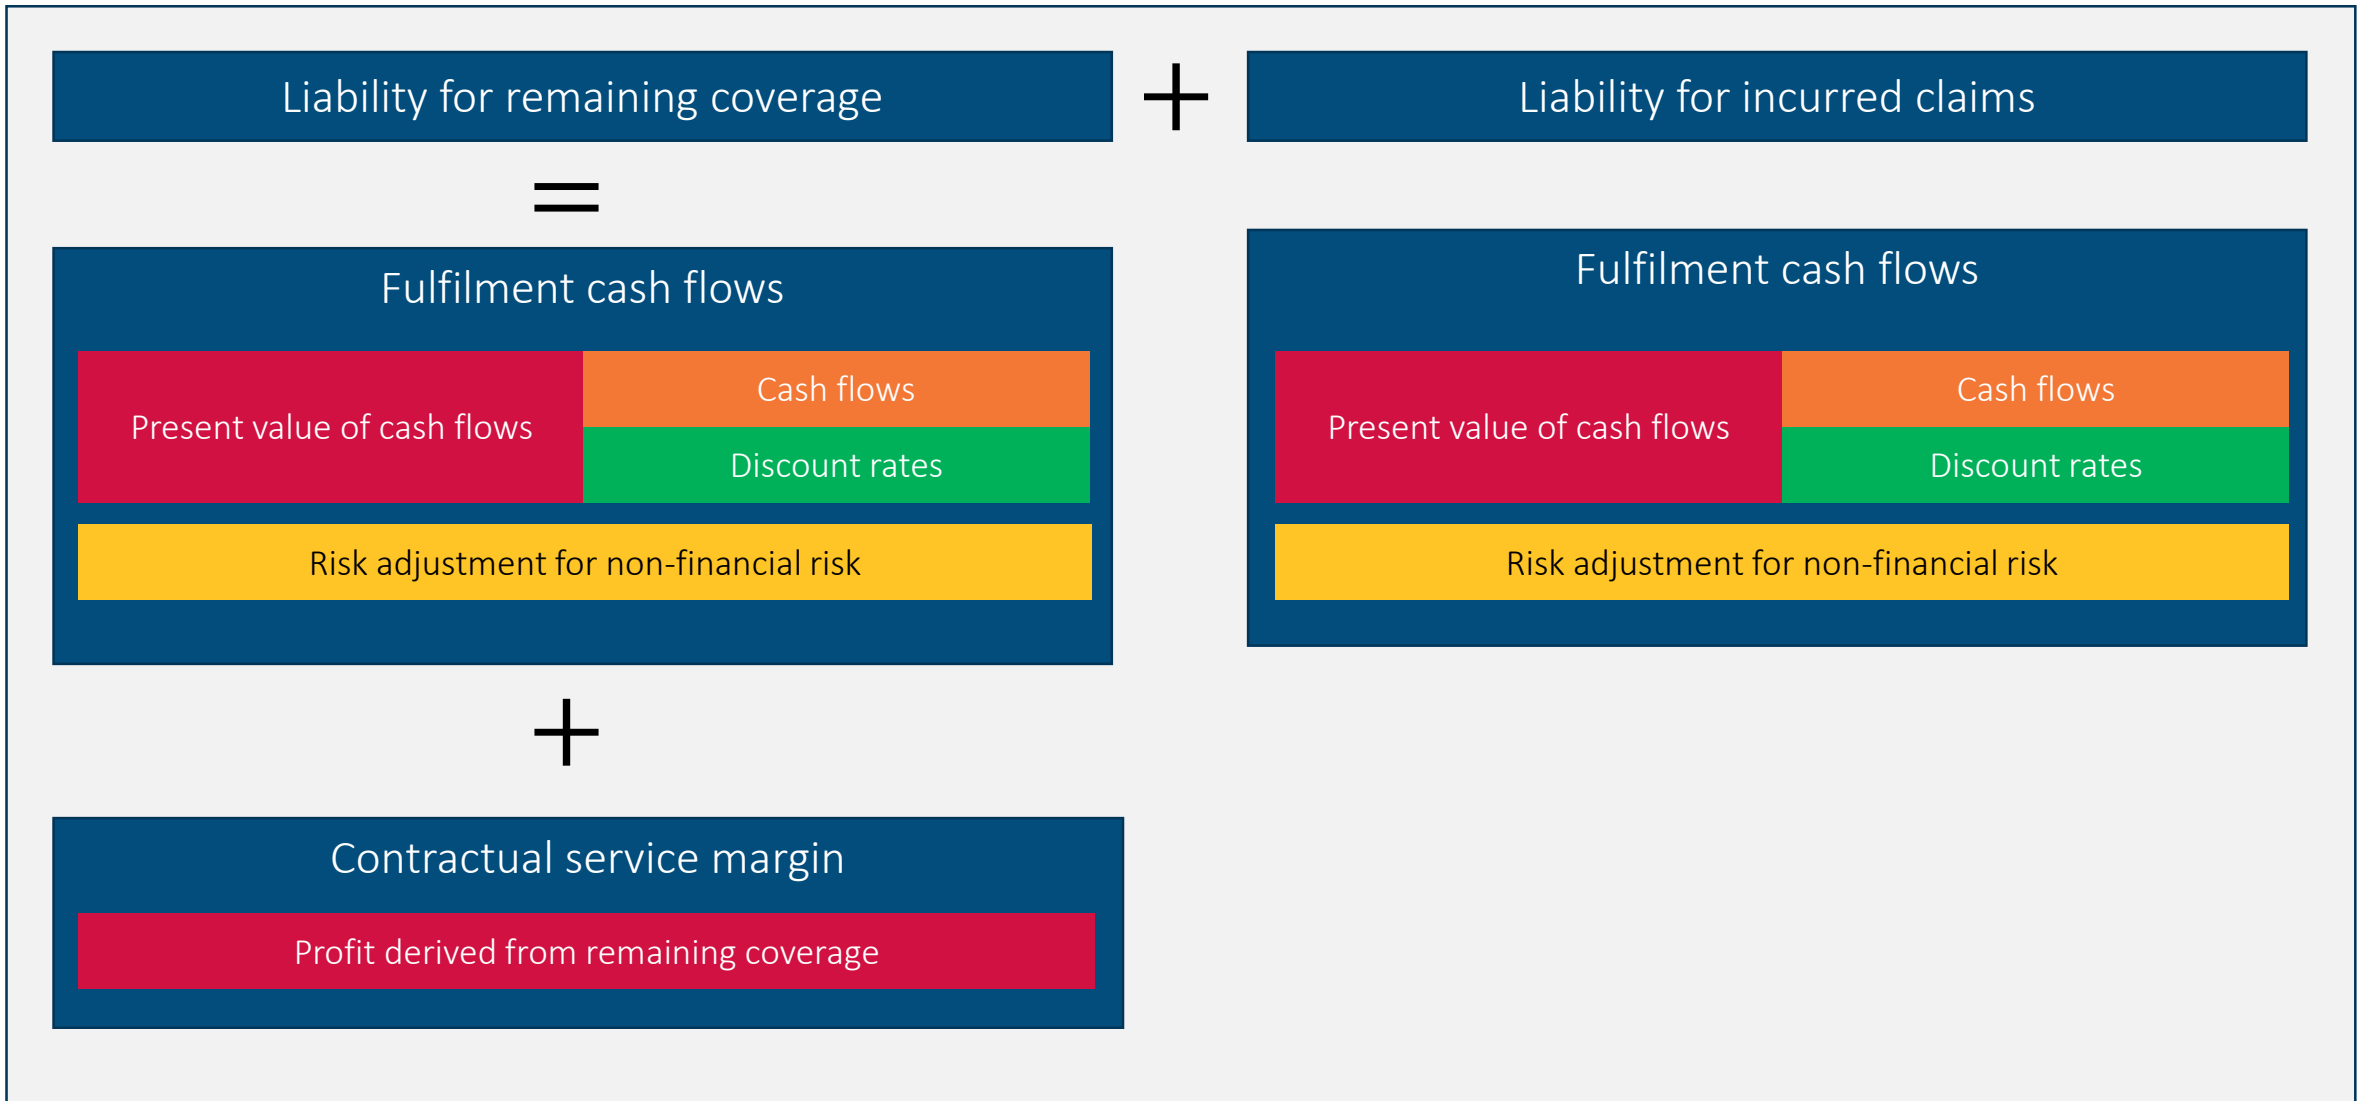 Liability for remaining coverage
+
Liability for incurred claims
=
Fulfilment cash flows
Present value of cash flows
Cash flows
Discount rates
Risk adjustment for non-financial risk
Fulfilment cash flows
Present value of cash flows
Cash flows
Discount rates
Risk adjustment for non-financial risk
+
Contractual service margin
Profit derived from remaining coverage